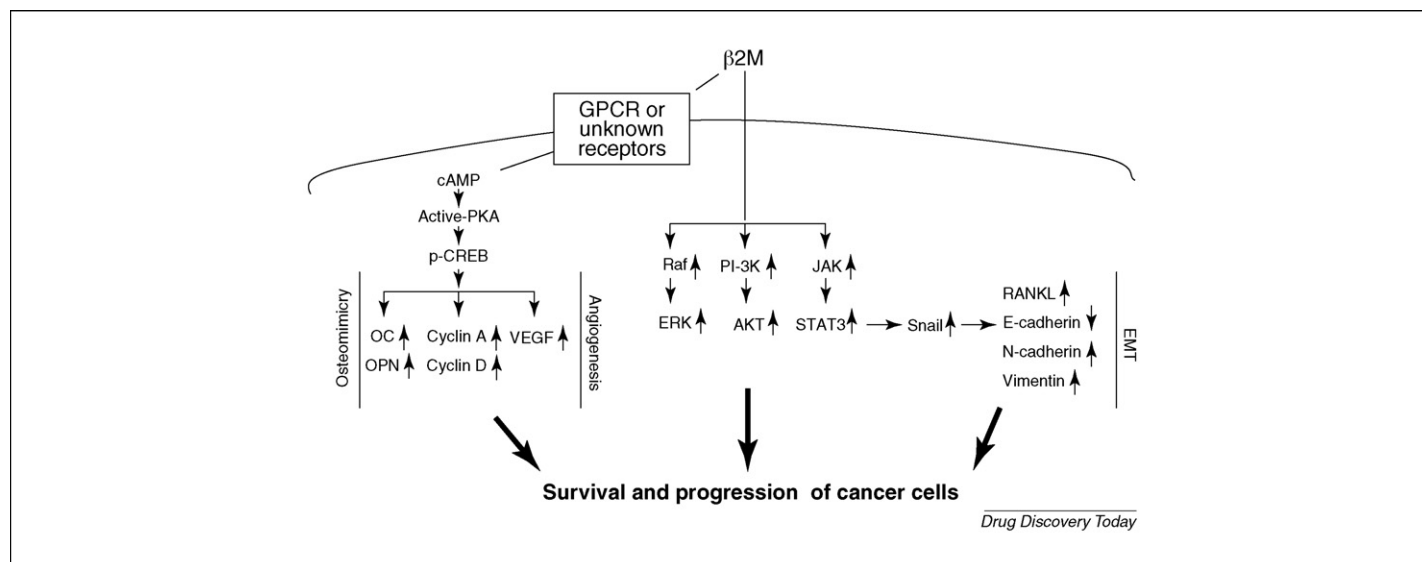 β2M
GPCR or
unknown
receptors
cAMP
Active-PKA
p-CREB
Osteomimicry
OC
OPN
Cyclin A
Cyclin D
VEGF
Angiogenesis
Raf
PI-3K
JAK
ERK
AKT
STAT3
Snail
RANKL
E-cadherin
N-cadherin
Vimentin
EMT
Survival and progression of cancer cells
Drug Discovery Today